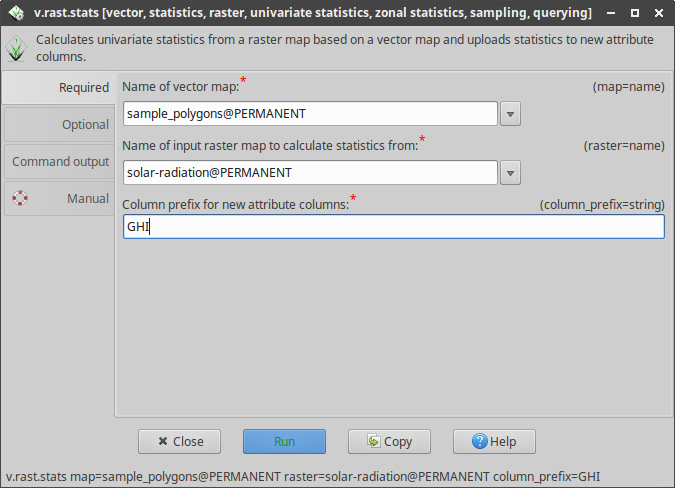 v.rast.stats [vector, statistics, raster, univariate statistics, zonal statistics, sampling, querying]
Calculates univariate statistics from a raster map based on a vector map and uploads statistics to new attribute
columns.
Required
Optional
Command output
Manual
Name of vector map:* (map=name)
sample_polygons@PERMANENT
Name of input raster map to calculate statistics from:* (raster=name)
solar-radiation@PERMANENT
Column prefix for new attribute columns:* (column_prefix=string)
GHI
Close Run Copy Help
v.rast.stats map=sample_polygons@PERMANENT raster=solar-radiation@PERMANENT column_prefix=GHI